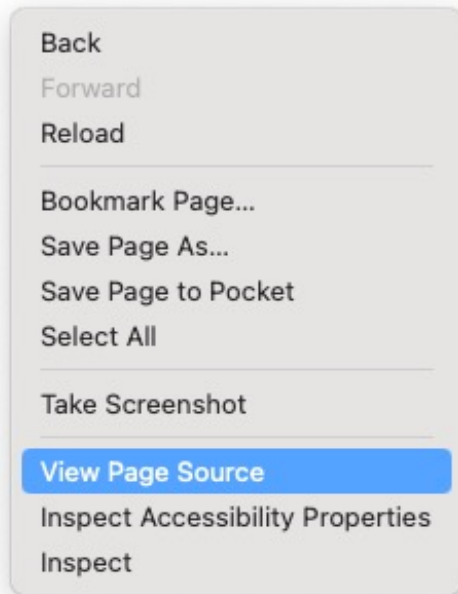 Back
Forward
Reload
Bookmark Page...
Save Page As...
Save Page to Pocket
Select All
Take Screenshot
View Page Source
Inspect Accessibility Properties
Inspect